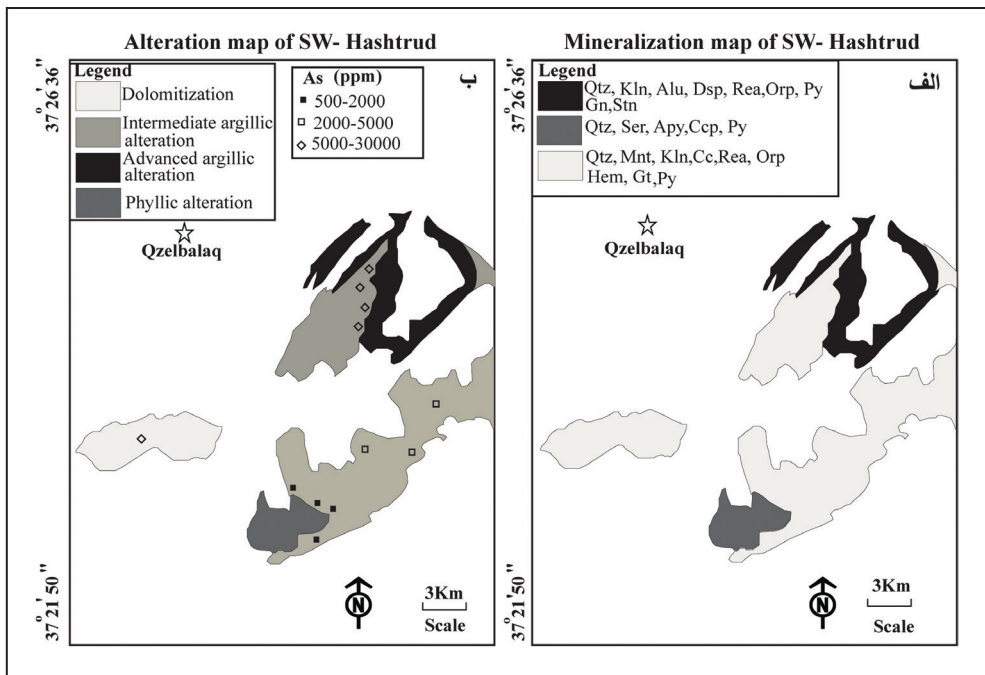 Alteration map of SW- Hashtrud
37° 26' 36"
Legend
Dolomitization
Intermediate argillic
alteration
Advanced argillic
alteration
Phyllic alteration
As (ppm)
500-2000
2000-5000
5000-30000
ب
Qzelbalaq
37° 21' 50"
N
3Km
Scale
Mineralization map of SW- Hashtrud
37° 26' 36"
Legend
Qtz, Kln, Alu, Dsp, Rea,Orp, Py
Gn,Stn
Qtz, Ser, Apy,Ccp, Py
Qtz, Mnt, Kln,Cc,Rea, Orp
Hem, Gt,Py
الف
Qzelbalaq
37° 21' 50"
N
3Km
Scale